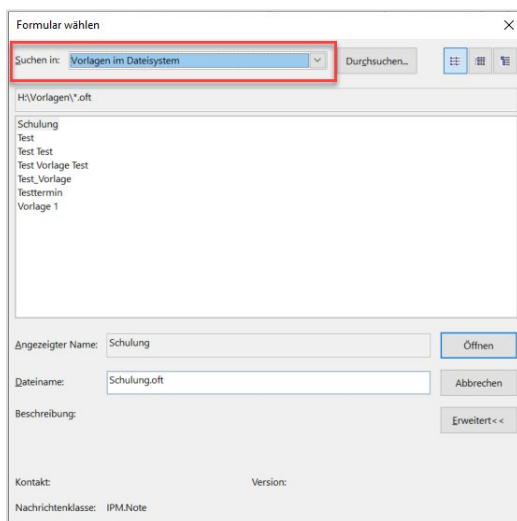 Formular wählen
Suchen in: Vorlagen im Dateisystem Durchsuchen...
H:\Vorlagen\*.oft
Schulung
Test
Test Test
Test Vorlage Test
Test_Vorlage
Testtermin
Vorlage 1
Angezeigter Name: Schulung Öffnen
Dateiname: Schulung.oft Abbrechen
Beschreibung: Erweitert<<
Kontakt: Version:
Nachrichtenklasse: IPM.Note